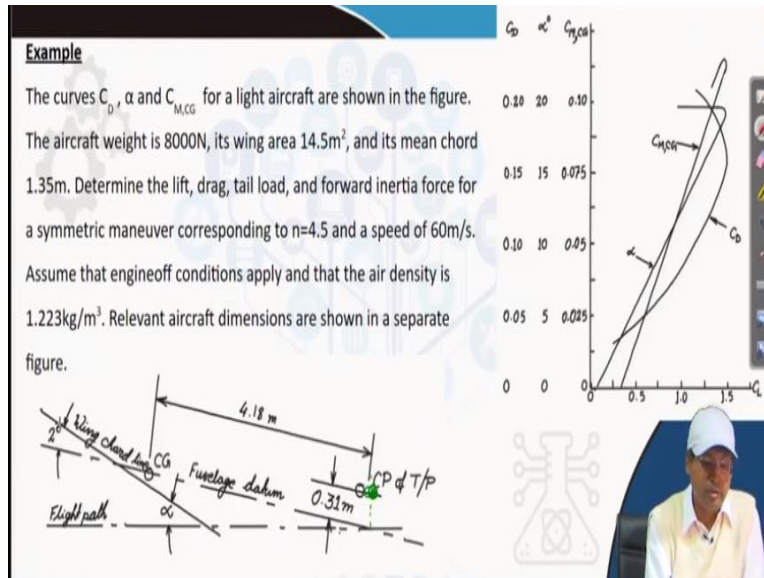 Example
The curves C_D, α and C_M,CG for a light aircraft are shown in the figure.
The aircraft weight is 8000N, its wing area 14.5m², and its mean chord
1.35m. Determine the lift, drag, tail load, and forward inertia force for
a symmetric maneuver corresponding to n=4.5 and a speed of 60m/s.
Assume that engineoff conditions apply and that the air density is
1.223kg/m³. Relevant aircraft dimensions are shown in a separate
figure.
4.18 m
2°
Wing chord line
CG
Fuselage datum
CP of T/P
0.31m
α
Flight path
C_D α° C_M,CG
0.20 20 0.10
C_M,CG
0.15 15 0.075
C_D
0.10 10 0.05
α
0.05 5 0.025
0 0 0
0 0.5 1.0 1.5 C_L